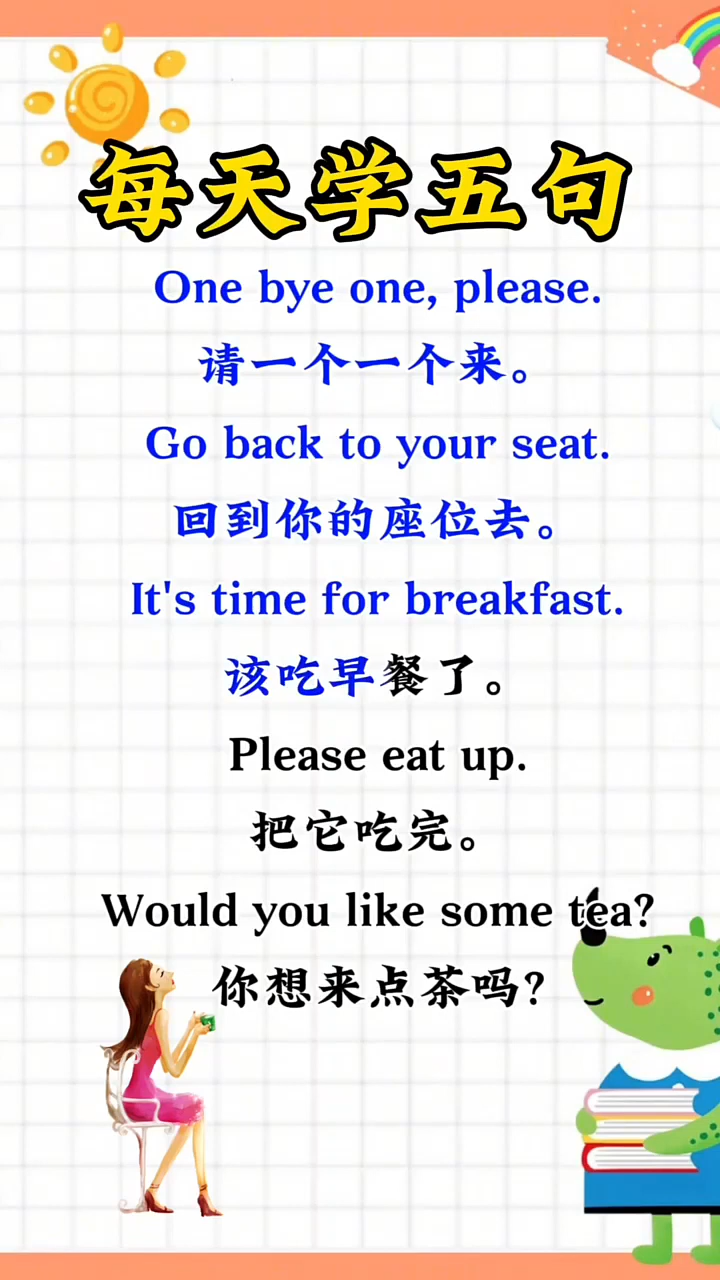 每天学五句
One bye one, please.
请一个一个来。
Go back to your seat.
回到你的座位去。
It's time for breakfast.
该吃早餐了。
Please eat up.
把它吃完。
Would you like some tea?
你想来点茶吗?